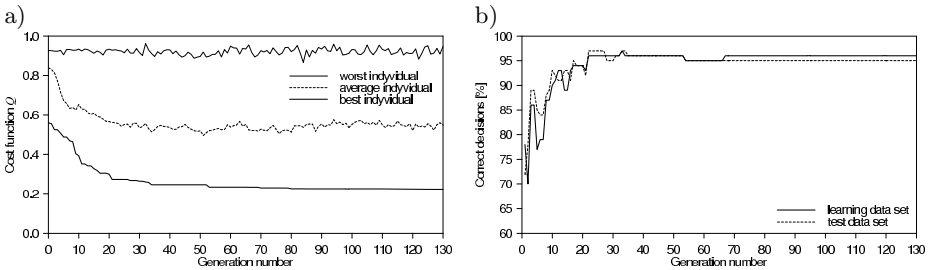 a)
1.0
0.8
0.6
0.4
0.2
0.0
Cost function Q
worst indyvidual
average indyvidual
best indyvidual
0 10 20 30 40 50 60 70 80 90 100 110 120 130
Generation number
b)
100
95
90
85
80
75
70
65
60
Correct decisions [%]
learning data set
test data set
0 10 20 30 40 50 60 70 80 90 100 110 120 130
Generation number